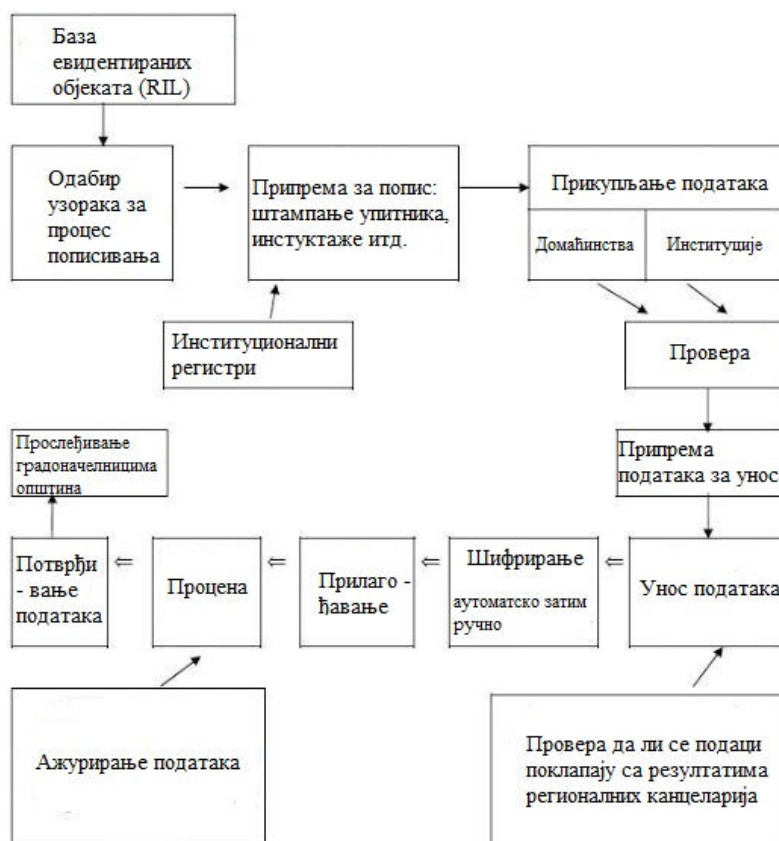 База
евидентираних
објеката (RIL)
Одабир
узорака за
процес
пописивања
Припрема за попис:
штампање упитника,
инстуктаже итд.
Прикупљање података
Домаћинства
Институције
Институционални
регистри
Провера
Припрема
података за унос
Прослеђивање
градоначелницима
општина
Потврђи
- вање
података
Процена
Прилаго -
ђавање
Шифрирање
аутоматско затим
ручно
Унос података
Ажурирање података
Провера да ли се подаци
поклапају са резултатима
регионалних канцеларија